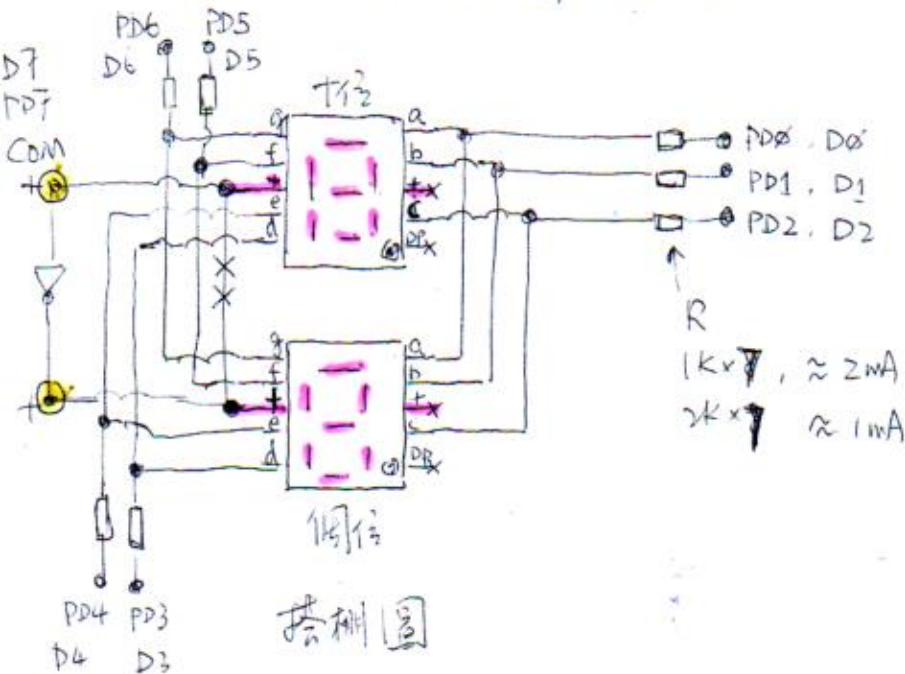 PD6 PD5
D6 D5
D7
PD7
COM
+
十位
g a
f b
+ + x
e c
d DP x
PD0 . D0
PD1 . D1
PD2 . D2
R
1K x 7 , ≈ 2mA
2K x 7 ≈ 1mA
x
x
+
g a
f b
+ + x
e c
d DP x
個位
PD4 PD3
D4 D3
搭棚圖